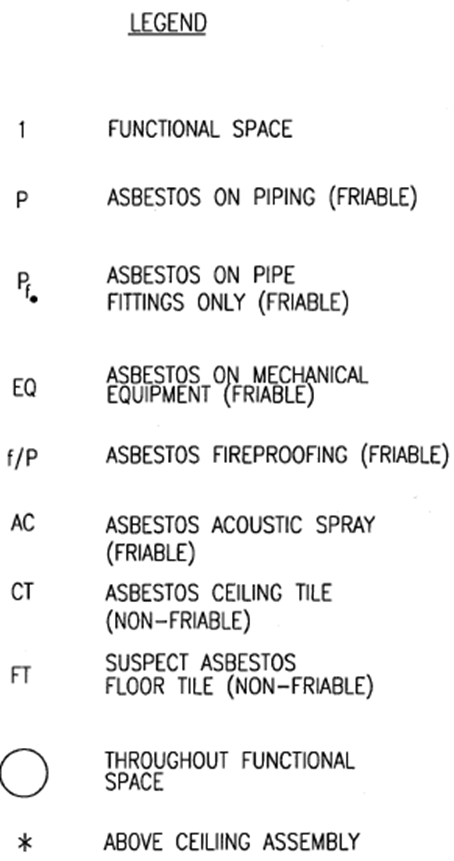 LEGEND
1 FUNCTIONAL SPACE
P ASBESTOS ON PIPING (FRIABLE)
Pf. ASBESTOS ON PIPE
FITTINGS ONLY (FRIABLE)
EQ ASBESTOS ON MECHANICAL
EQUIPMENT (FRIABLE)
f/P ASBESTOS FIREPROOFING (FRIABLE)
AC ASBESTOS ACOUSTIC SPRAY
(FRIABLE)
CT ASBESTOS CEILING TILE
(NON-FRIABLE)
FT SUSPECT ASBESTOS
FLOOR TILE (NON-FRIABLE)
THROUGHOUT FUNCTIONAL
SPACE
* ABOVE CEILIING ASSEMBLY